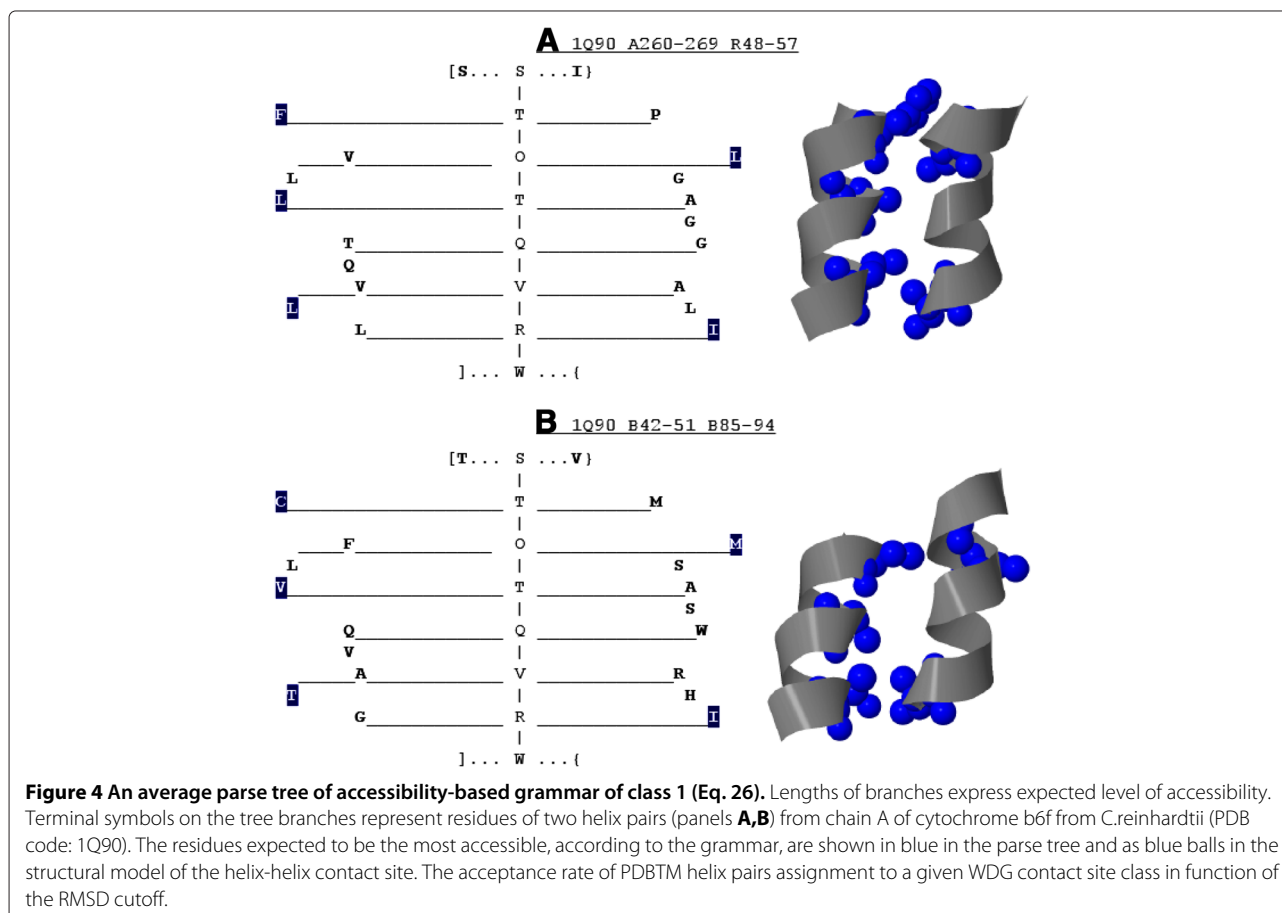 A 1Q90 A260-269 R48-57
[S... S ...I}
|
F T P
|
V O L
L | G
L T A
| G
T Q G
Q |
V V A
L | L
L R I
|
]... W ...{
B 1Q90 B42-51 B85-94
[T... S ...V}
|
C T M
|
F O M
L | S
V T A
| S
Q Q W
V |
A V R
T | H
G R I
|
]... W ...{
Figure 4 An average parse tree of accessibility-based grammar of class 1 (Eq. 26). Lengths of branches express expected level of accessibility.
Terminal symbols on the tree branches represent residues of two helix pairs (panels A,B) from chain A of cytochrome b6f from C.reinhardtii (PDB
code: 1Q90). The residues expected to be the most accessible, according to the grammar, are shown in blue in the parse tree and as blue balls in the
structural model of the helix-helix contact site. The acceptance rate of PDBTM helix pairs assignment to a given WDG contact site class in function of
the RMSD cutoff.